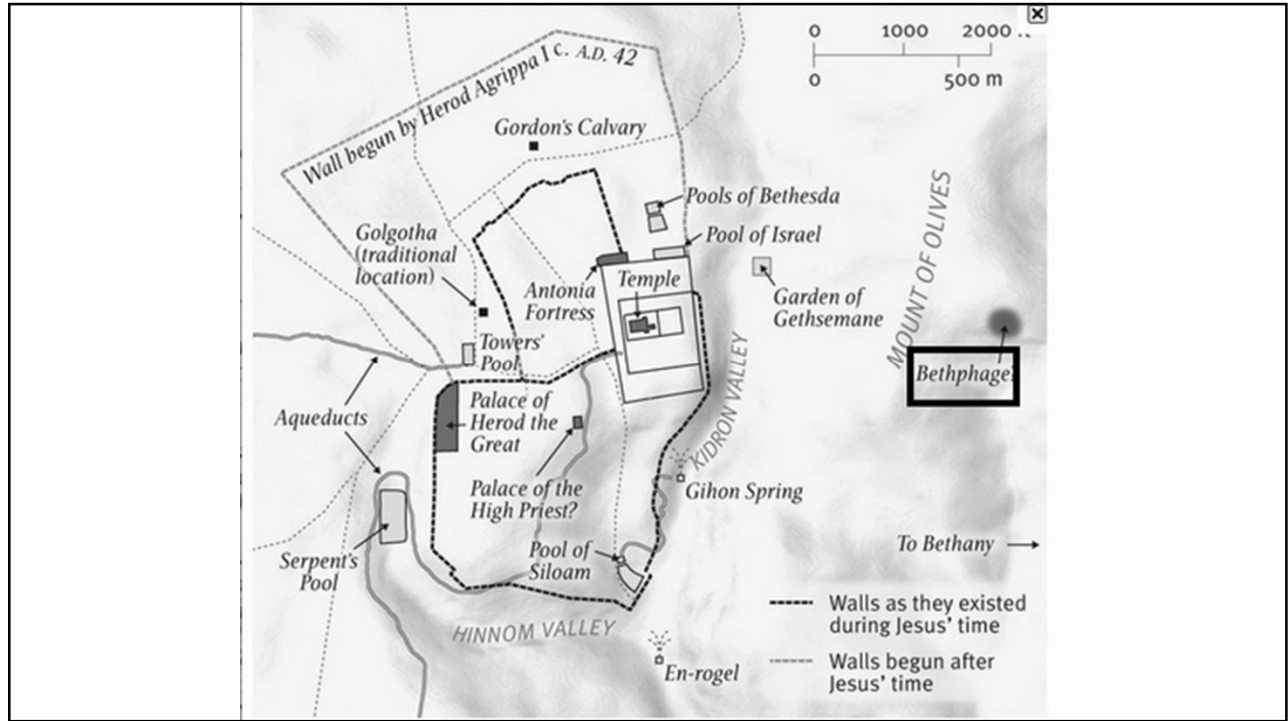 0 1000 2000
0 500 m
Wall begun by Herod Agrippa I c. A.D. 42
Gordon's Calvary
Pools of Bethesda
Pool of Israel
Golgotha
(traditional
location)
Antonia
Fortress
Temple
Garden of
Gethsemane
MOUNT OF OLIVES
Towers'
Pool
Bethphage
KIDRON VALLEY
Aqueducts
Palace of
Herod the
Great
Palace of the
High Priest?
Gihon Spring
Serpent's
Pool
Pool of
Siloam
To Bethany
HINNOM VALLEY
En-rogel
Walls as they existed
during Jesus' time
Walls begun after
Jesus' time